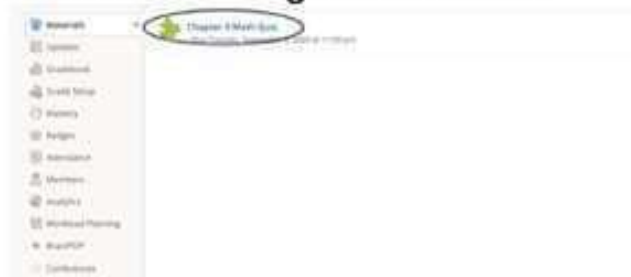 Materials
Chapter 4 Math Quiz
Updates
Gradebook
Grade Setup
Mastery
Badges
Attendance
Members
Analytics
Workload Planning
BrainPOP
Conferences